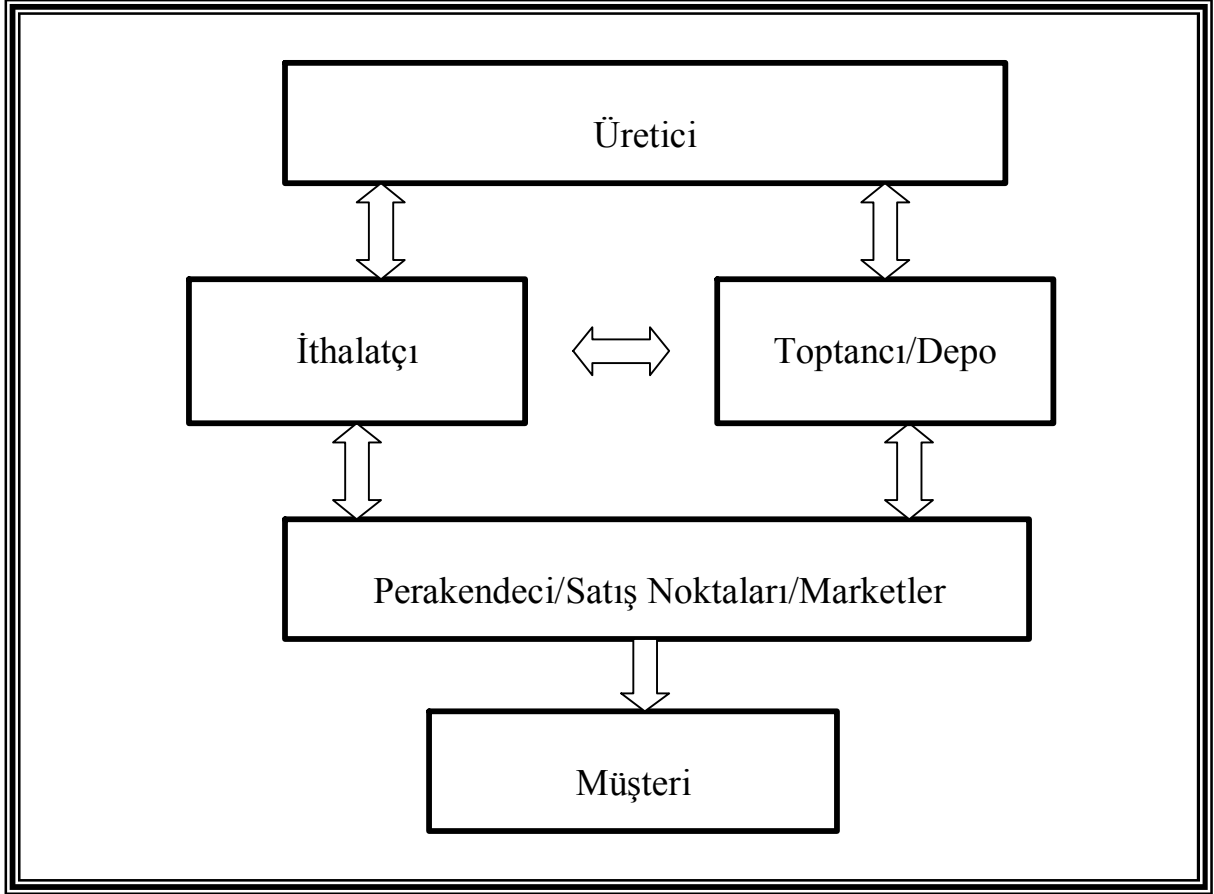 Üretici
İthalatçı
Toptancı/Depo
Perakendeci/Satış Noktaları/Marketler
Müşteri